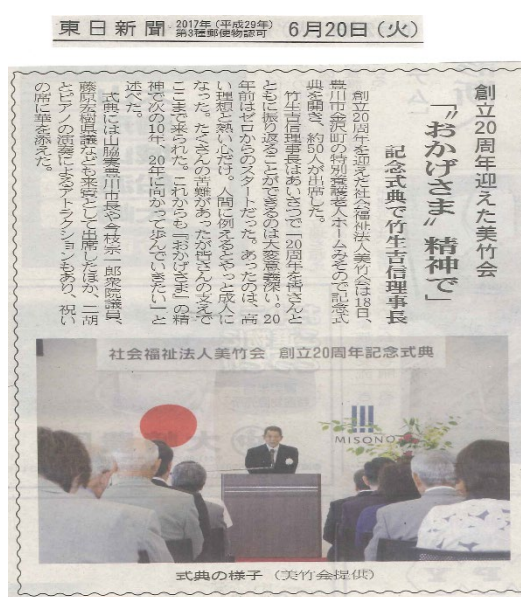 東日新聞
2017年(平成29年)
第3種郵便物認可
6月20日(火)
創立20周年迎えた美竹会
「〝おかげさま〟精神で」
記念式典で竹生吉信理事長
創立20周年を迎えた社会福祉法人美竹会は18日、
豊川市金沢町の特別養護老人ホームみその で記念式
典を開き、約50人が出席した。
竹生吉信理事長はあいさつで「20周年を皆さんと
ともに振り返ることができるのは大変意義深い。20
年前はゼロからのスタートだった。あったのは、高
い理想と熱い心だけ。人間に例えるとやっと成人に
なった。たくさんの苦難があったが皆さんの支えで
ここまで来られた。これからも『おかげさま』の精
神で次の10年、20年に向かって歩んでいきたい」と
述べた。
式典には山脇実豊川市長や今枝宗一郎衆院議員、
藤原宏樹県議なども来賓として出席したほか、二胡
とピアノの演奏によるアトラクションもあり、祝い
の席に華を添えた。
社会福祉法人美竹会 創立20周年記念式典
MISONO
式典の様子(美竹会提供)